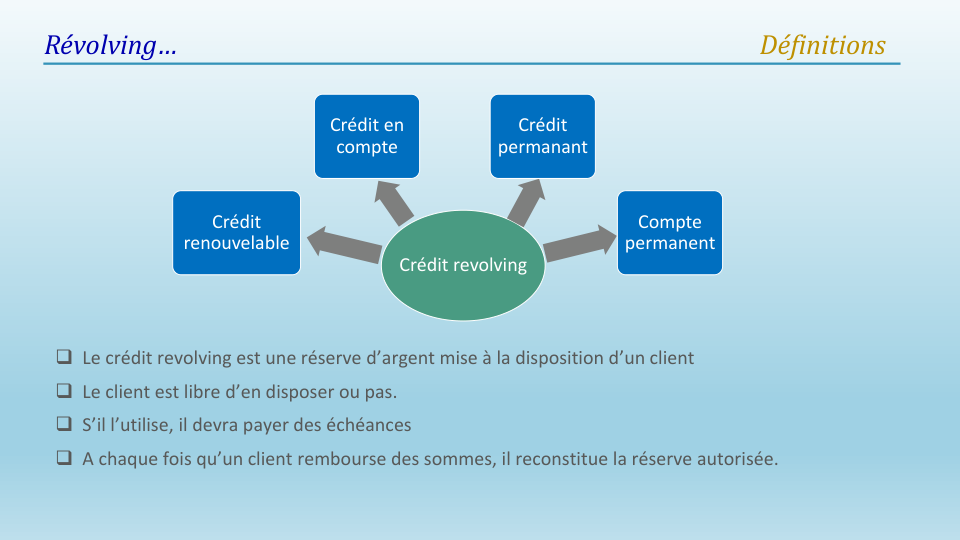 Révolving…
Définitions
Crédit en
compte
Crédit
permanant
Crédit
renouvelable
Compte
permanent
Crédit revolving
❑ Le crédit revolving est une réserve d’argent mise à la disposition d’un client
❑ Le client est libre d’en disposer ou pas.
❑ S’il l’utilise, il devra payer des échéances
❑ A chaque fois qu’un client rembourse des sommes, il reconstitue la réserve autorisée.